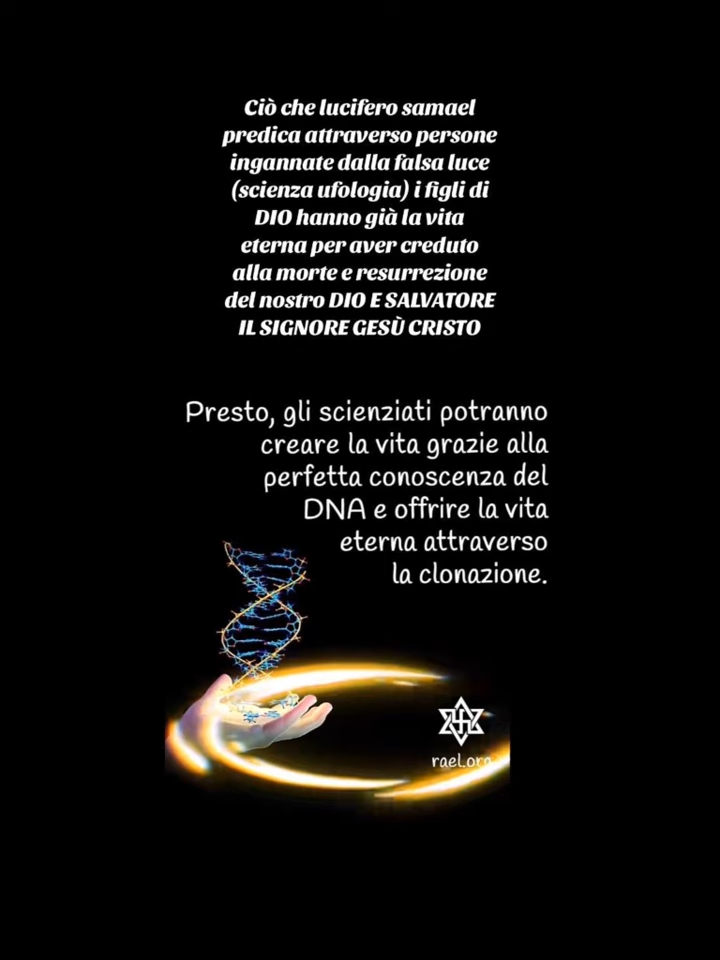 Ciò che lucifero samael
predica attraverso persone
ingannate dalla falsa luce
(scienza ufologia) i figli di
DIO hanno già la vita
eterna per aver creduto
alla morte e resurrezione
del nostro DIO E SALVATORE
IL SIGNORE GESÙ CRISTO
Presto, gli scienziati potranno
creare la vita grazie alla
perfetta conoscenza del
DNA e offrire la vita
eterna attraverso
la clonazione.
rael.org